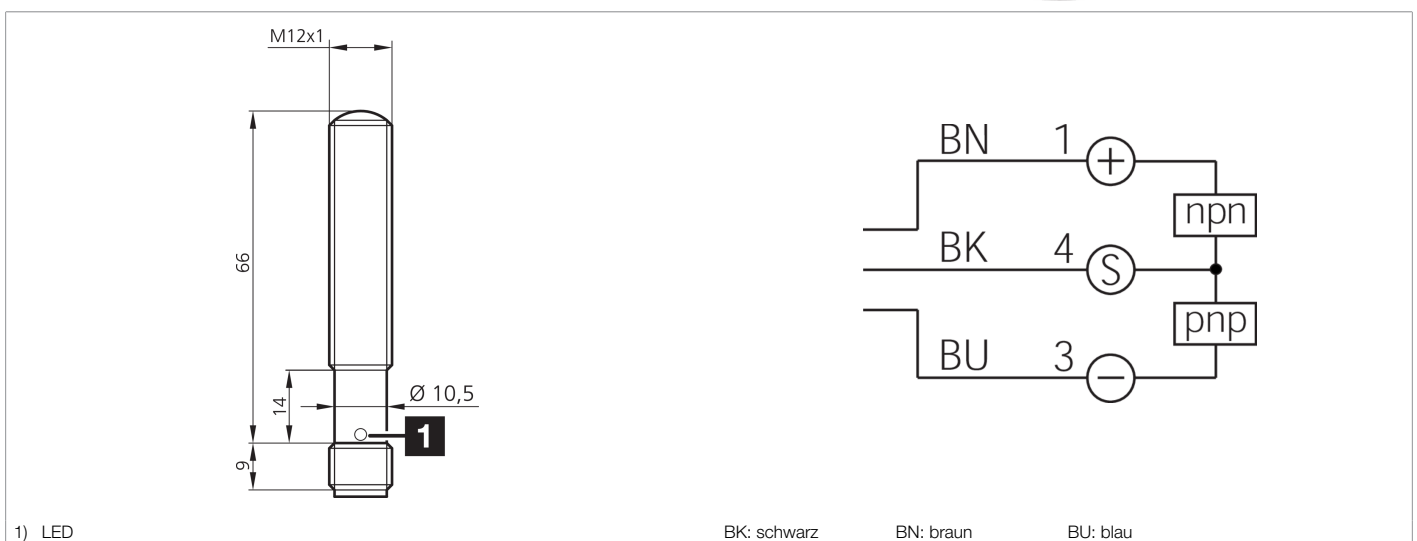 M12x1
66
14
Ø 10,5
1
9
BN 1 +
npn
BK 4 S
pnp
BU 3 −
1) LED
BK: schwarz BN: braun BU: blau